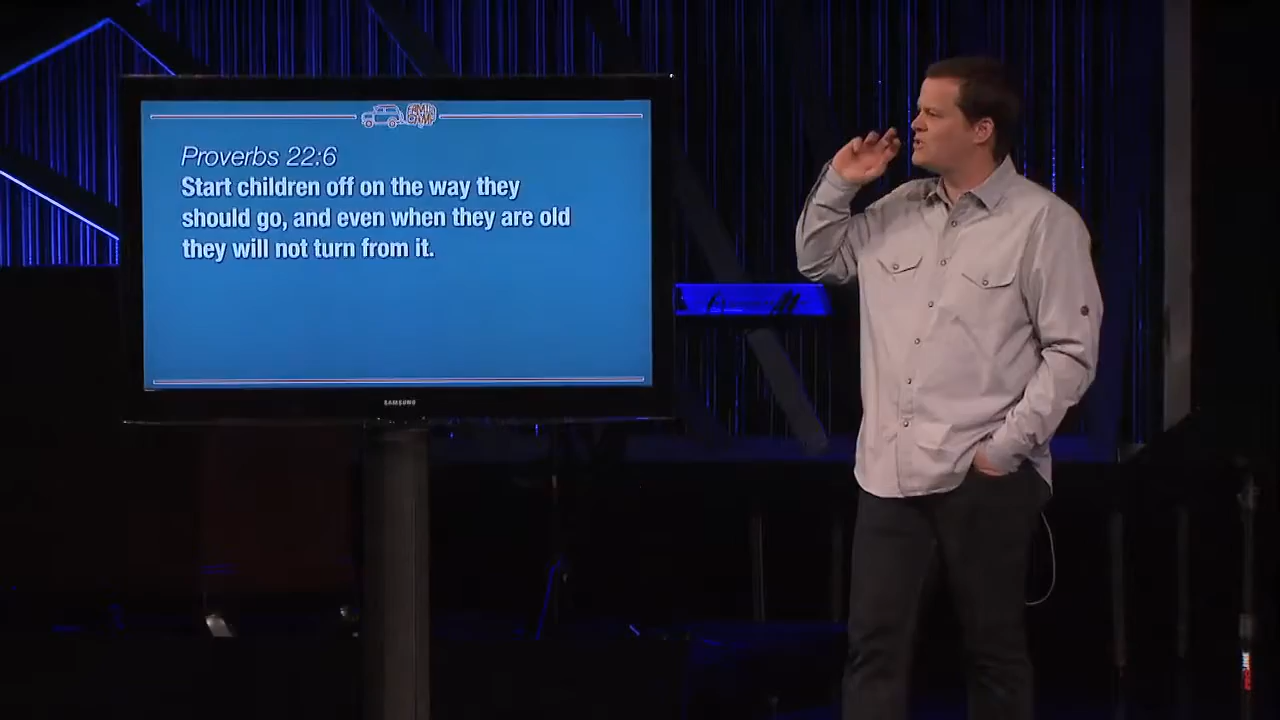 Proverbs 22:6
Start children off on the way they
should go, and even when they are old
they will not turn from it.
SAMSUNG